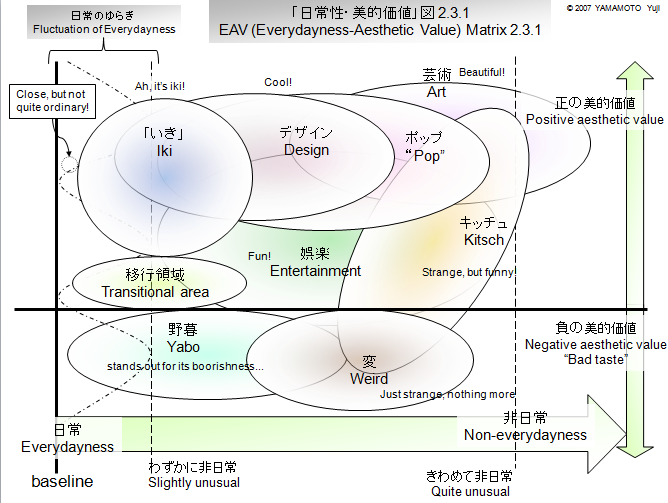 「日常性・美的価値」図 2.3.1
EAV (Everydayness-Aesthetic Value) Matrix 2.3.1
© 2007 YAMAMOTO Yuji
日常のゆらぎ
Fluctuation of Everydayness
Close, but not
quite ordinary!
Ah, it's iki!
Cool!
芸術
Art
Beautiful!
正の美的価値
Positive aesthetic value
「いき」
Iki
デザイン
Design
ポップ
“Pop”
キッチュ
Kitsch
Strange, but funny!
Fun!
娯楽
Entertainment
移行領域
Transitional area
野暮
Yabo
stands out for its boorishness...
変
Weird
Just strange, nothing more
負の美的価値
Negative aesthetic value
“Bad taste”
日常
Everydayness
非日常
Non-everydayness
baseline
わずかに非日常
Slightly unusual
きわめて非日常
Quite unusual